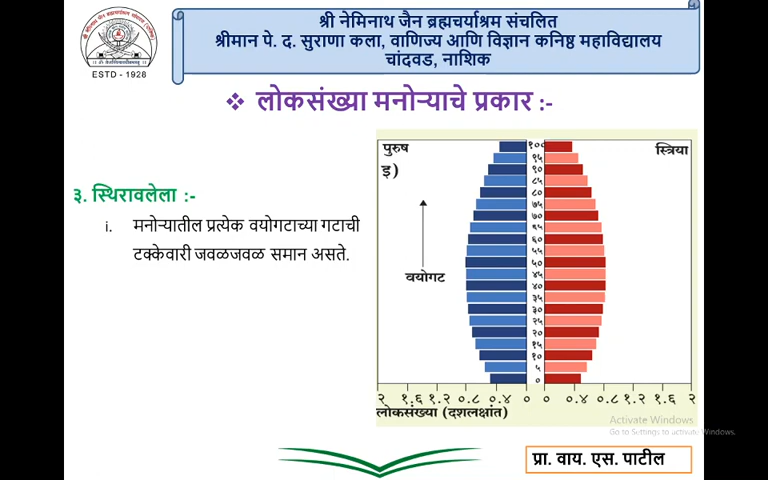 श्री नेमिनाथ जैन ब्रह्मचर्याश्रम संचलित
श्रीमान पे. द. सुराणा कला, वाणिज्य आणि विज्ञान कनिष्ठ महाविद्यालय
चांदवड, नाशिक
ESTD - 1928
❖ लोकसंख्या मनोऱ्याचे प्रकार :-
३. स्थिरावलेला :-
i. मनोऱ्यातील प्रत्येक वयोगटाच्या गटाची
टक्केवारी जवळजवळ समान असते.
पुरुष
स्त्रिया
इ)
वयोगट
१००
९५
९०
८५
८०
७५
७०
६५
६०
५५
५०
४५
४०
३५
३०
२५
२०
१५
१०
५
०
२ १.६ १.२ ०.८ ०.४ ० ० ०.४ ०.८ १.२ १.६ २
लोकसंख्या (दशलक्षांत)
Activate Windows
Go to Settings to activate Windows.
प्रा. वाय. एस. पाटील